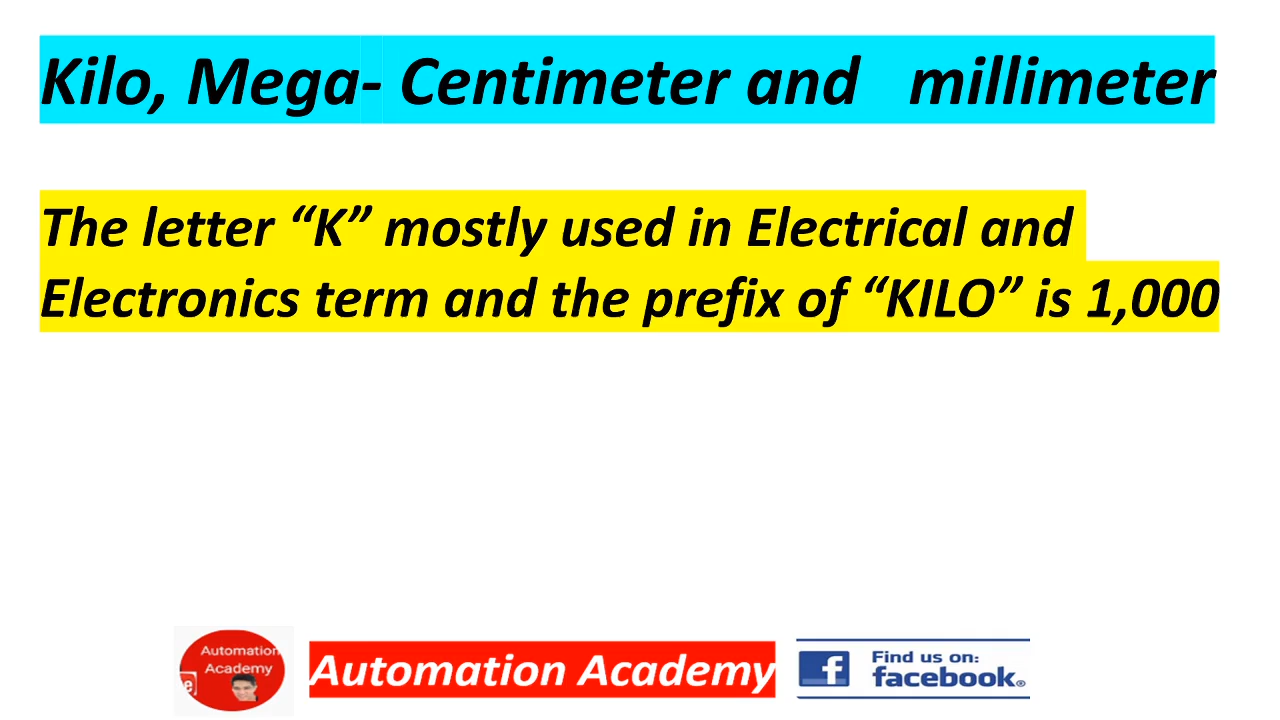 Kilo, Mega- Centimeter and millimeter
The letter “K” mostly used in Electrical and
Electronics term and the prefix of “KILO” is 1,000
Automation
Academy
Automation Academy
Find us on:
facebook®